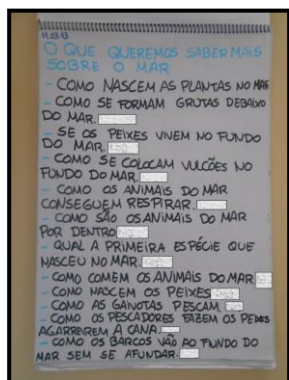 11.03.13
O QUE QUEREMOS SABER MAIS
SOBRE O MAR
- COMO NASCEM AS PLANTAS NO MAR
- COMO SE FORMAM GRUTAS DEBAIXO
DO MAR.
- SE OS PEIXES VIVEM NO FUNDO
DO MAR.
- COMO SE COLOCAM VULCÕES NO
FUNDO DO MAR.
- COMO OS ANIMAIS DO MAR
CONSEGUEM RESPIRAR.
- COMO SÃO OS ANIMAIS DO MAR
POR DENTRO
- QUAL A PRIMEIRA ESPÉCIE QUE
NASCEU NO MAR.
- COMO COMEM OS ANIMAIS DO MAR
- COMO NASCEM OS PEIXES
- COMO AS GAIVOTAS PESCAM.
- COMO OS PESCADORES FAZEM OS PEIXES
AGARREREM A CANA.
- COMO OS BARCOS VÃO AO FUNDO DO
MAR SEM SE AFUNDAR.